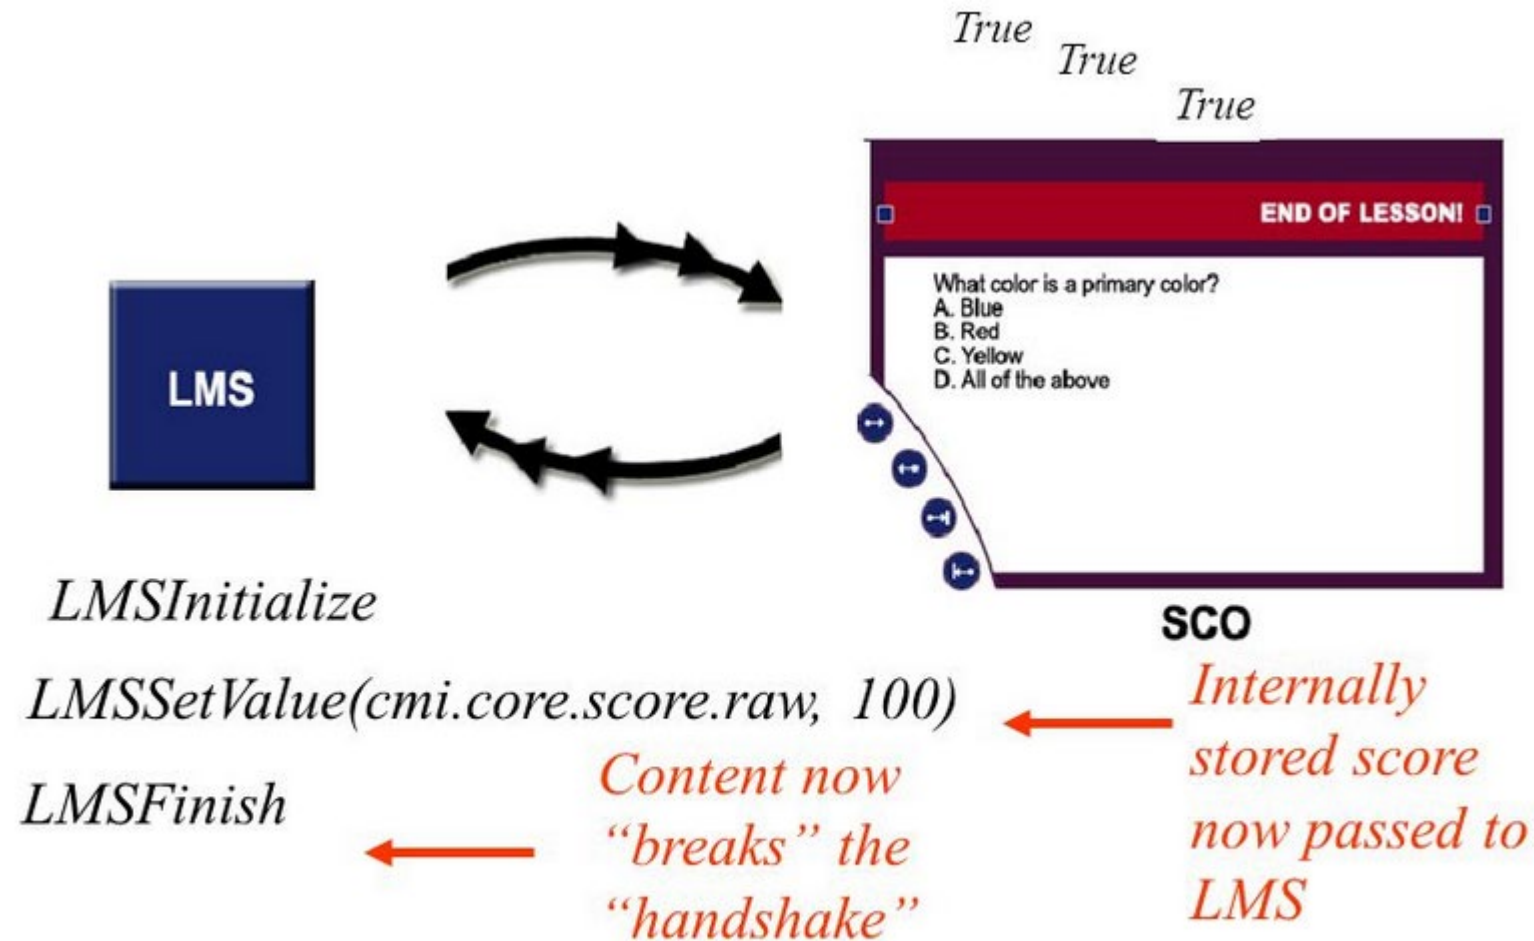 True
True
True
END OF LESSON!
What color is a primary color?
A. Blue
B. Red
C. Yellow
D. All of the above
LMS
SCO
LMSInitialize
LMSSetValue(cmi.core.score.raw, 100)
LMSFinish
Internally
stored score
now passed to
LMS
Content now
“breaks” the
“handshake”